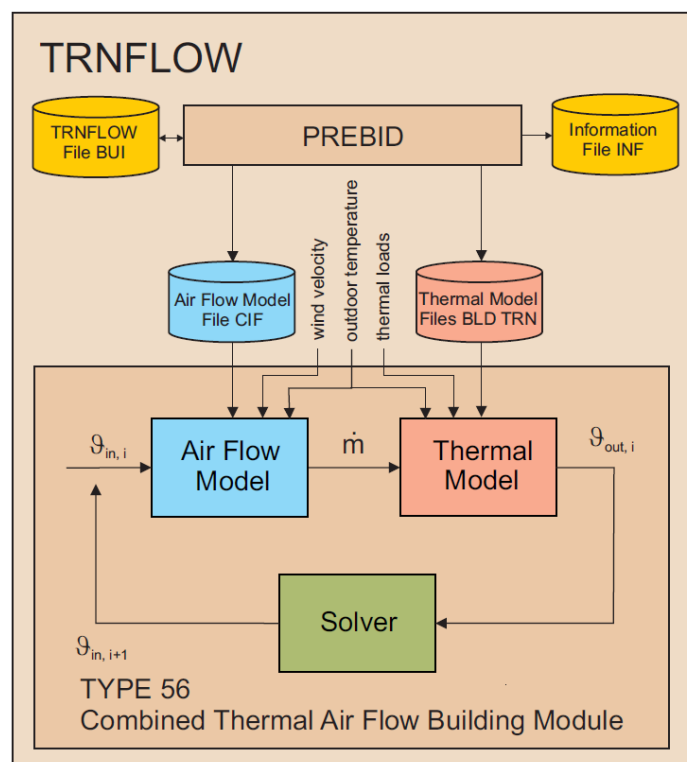 TRNFLOW
TRNFLOW
File BUI
PREBID
Information
File INF
wind velocity
outdoor temperature
thermal loads
Air Flow Model
File CIF
Thermal Model
Files BLD TRN
ϑin, i
Air Flow
Model
ṁ
Thermal
Model
ϑout, i
Solver
ϑin, i+1
TYPE 56
Combined Thermal Air Flow Building Module